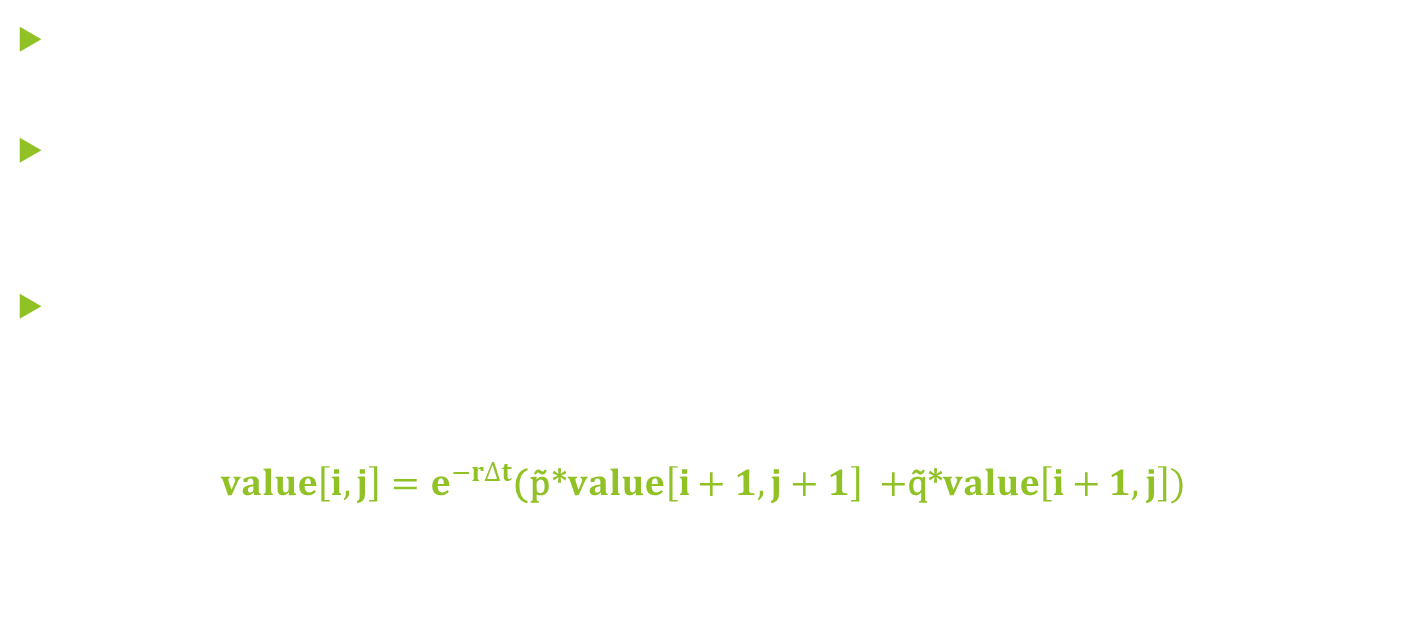 value[i, j] = e^{−rΔt}(p̃*value[i + 1, j + 1] +q̃*value[i + 1, j])